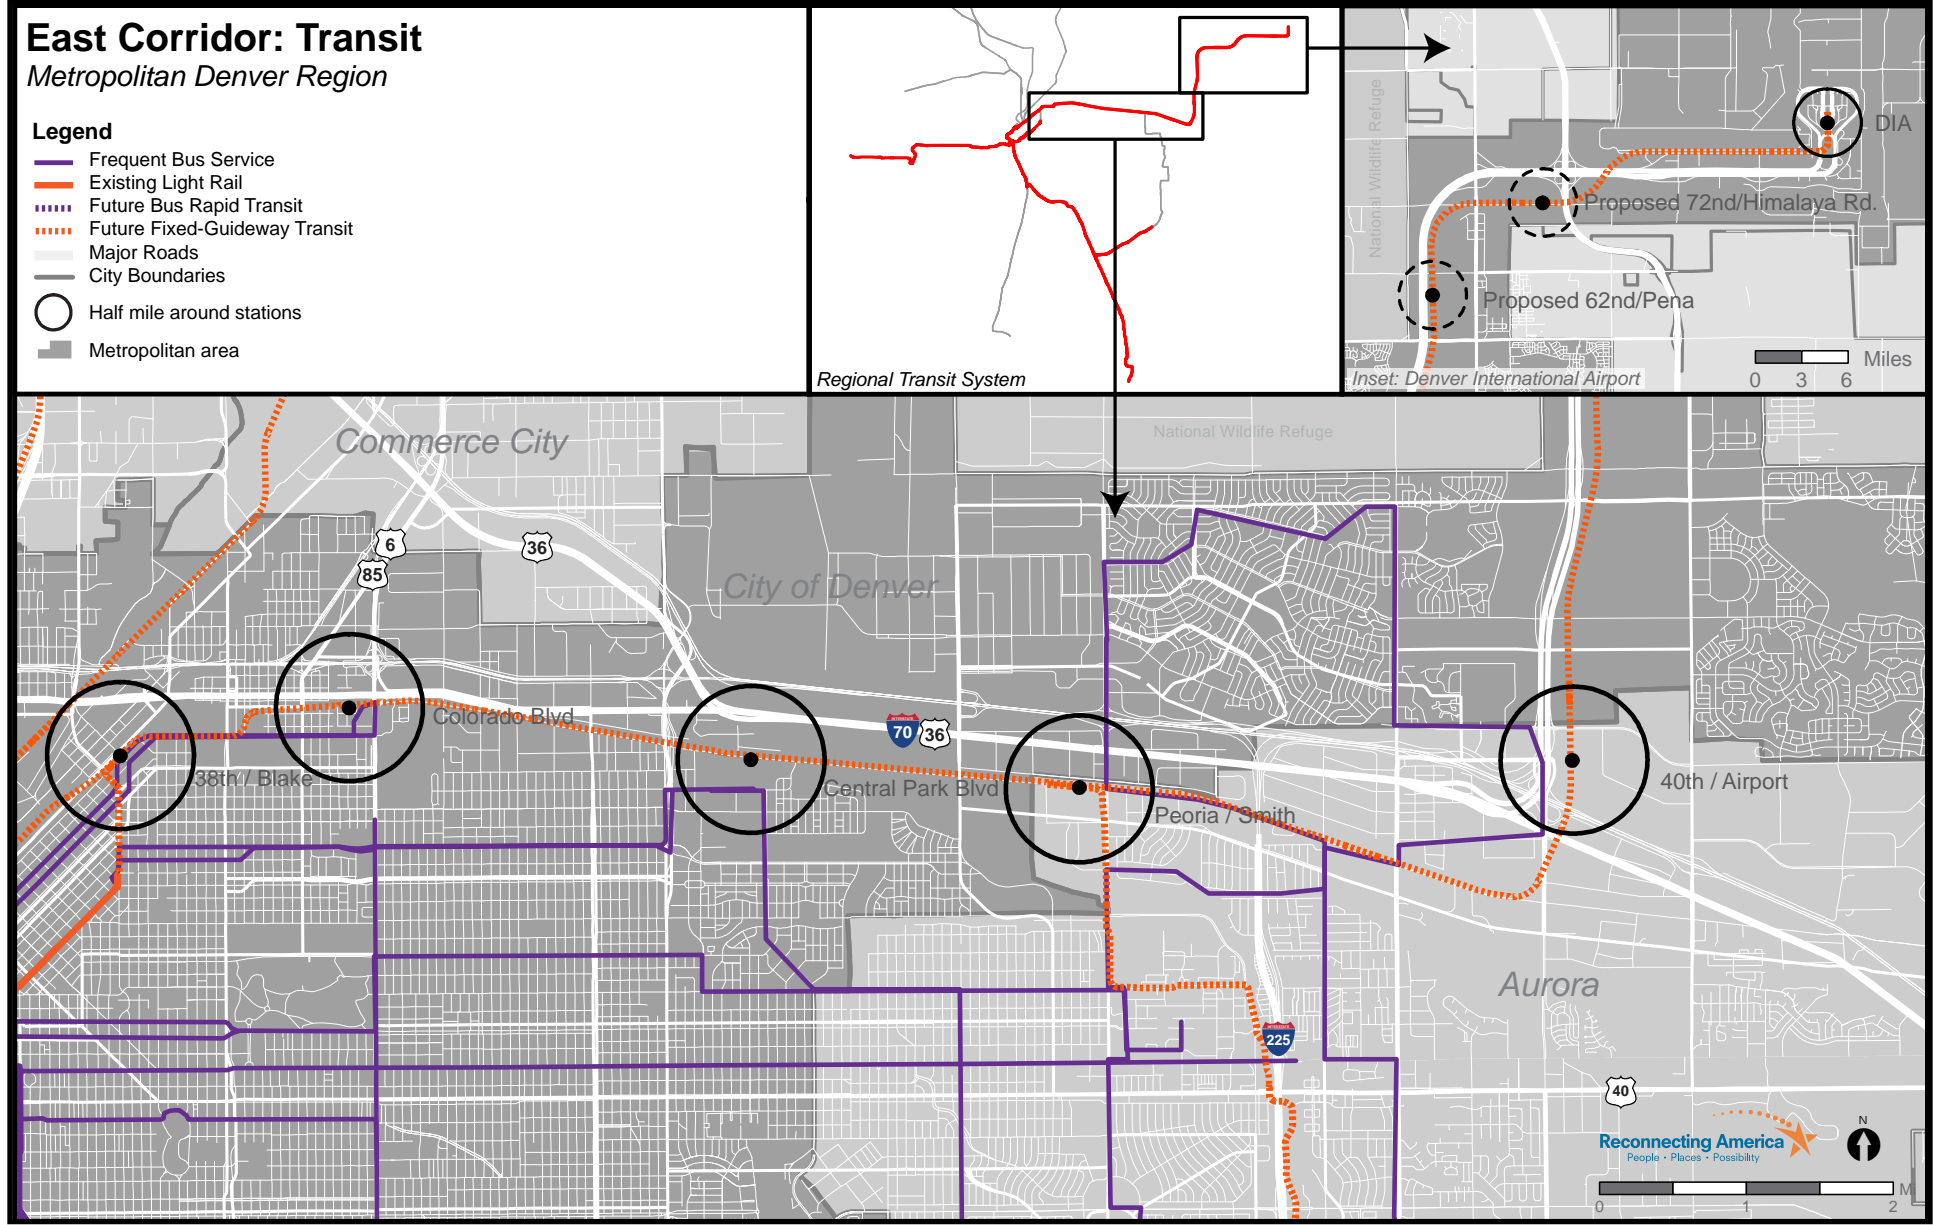 East Corridor: Transit
Metropolitan Denver Region
Legend
Frequent Bus Service
Existing Light Rail
Future Bus Rapid Transit
Future Fixed-Guideway Transit
Major Roads
City Boundaries
Half mile around stations
Metropolitan area
Regional Transit System
National Wildlife Refuge
DIA
Proposed 72nd/Himalaya Rd.
Proposed 62nd/Pena
Miles
0 3 6
Inset: Denver International Airport
Commerce City
National Wildlife Refuge
6
36
85
City of Denver
Colorado Blvd
INTERSTATE
70
36
38th / Blake
Central Park Blvd
40th / Airport
Peoria / Smith
Aurora
INTERSTATE
225
40
Reconnecting America
People • Places • Possibility
N
0 1 2